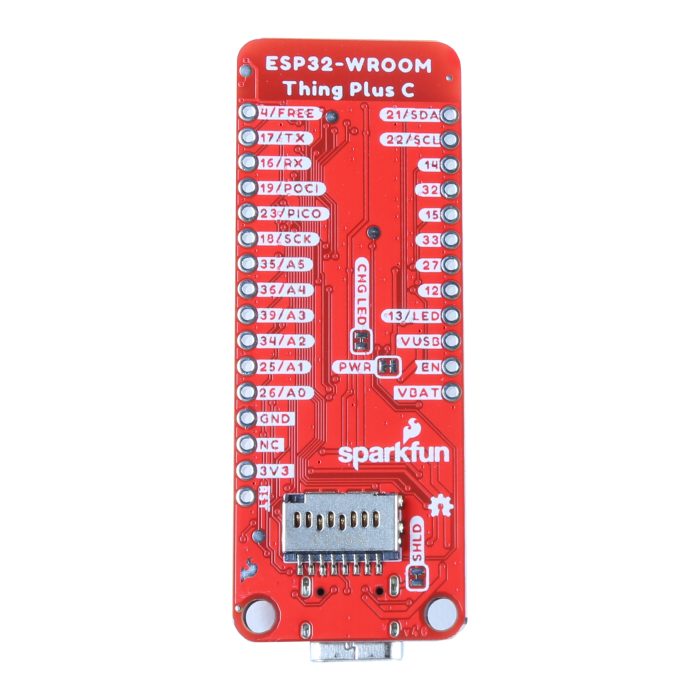 ESP32-WROOM
Thing Plus C
4/FREE
17/TX
16/RX
19/POCI
23/PICO
18/SCK
35/A5
36/A4
39/A3
34/A2
25/A1
26/A0
GND
NC
3V3
RST
21/SDA
22/SCL
14
32
15
33
27
12
13/LED
VUSB
EN
VBAT
CHG LED
PWR
sparkfun
SHLD